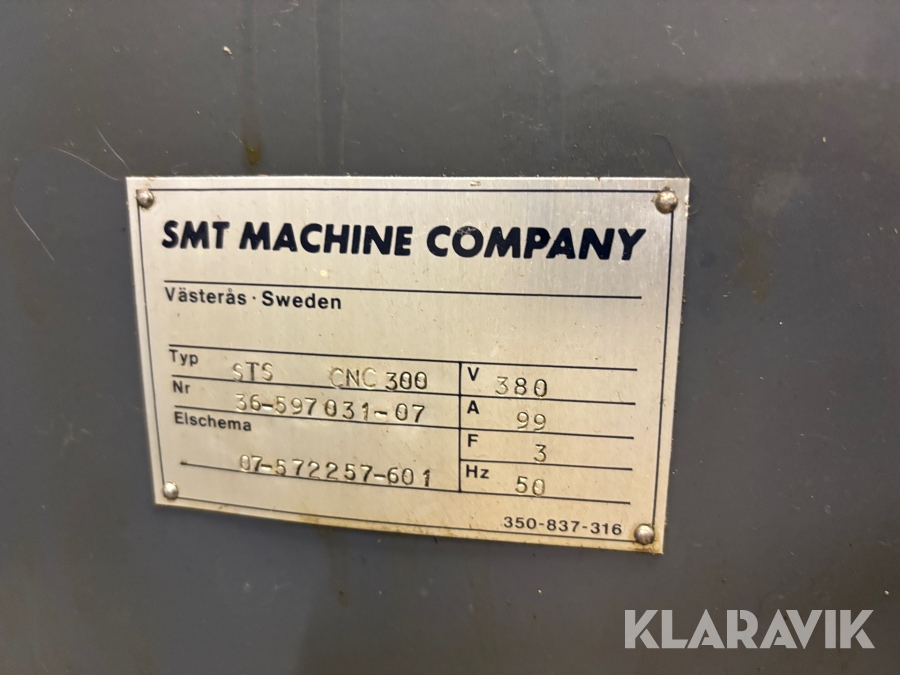 SMT MACHINE COMPANY
Västerås · Sweden
Typ STS CNC 300
V 380
Nr 36-597031-07
A 99
Elschema
F 3
07-572257-601
Hz 50
350-837-316
KLARAVIK